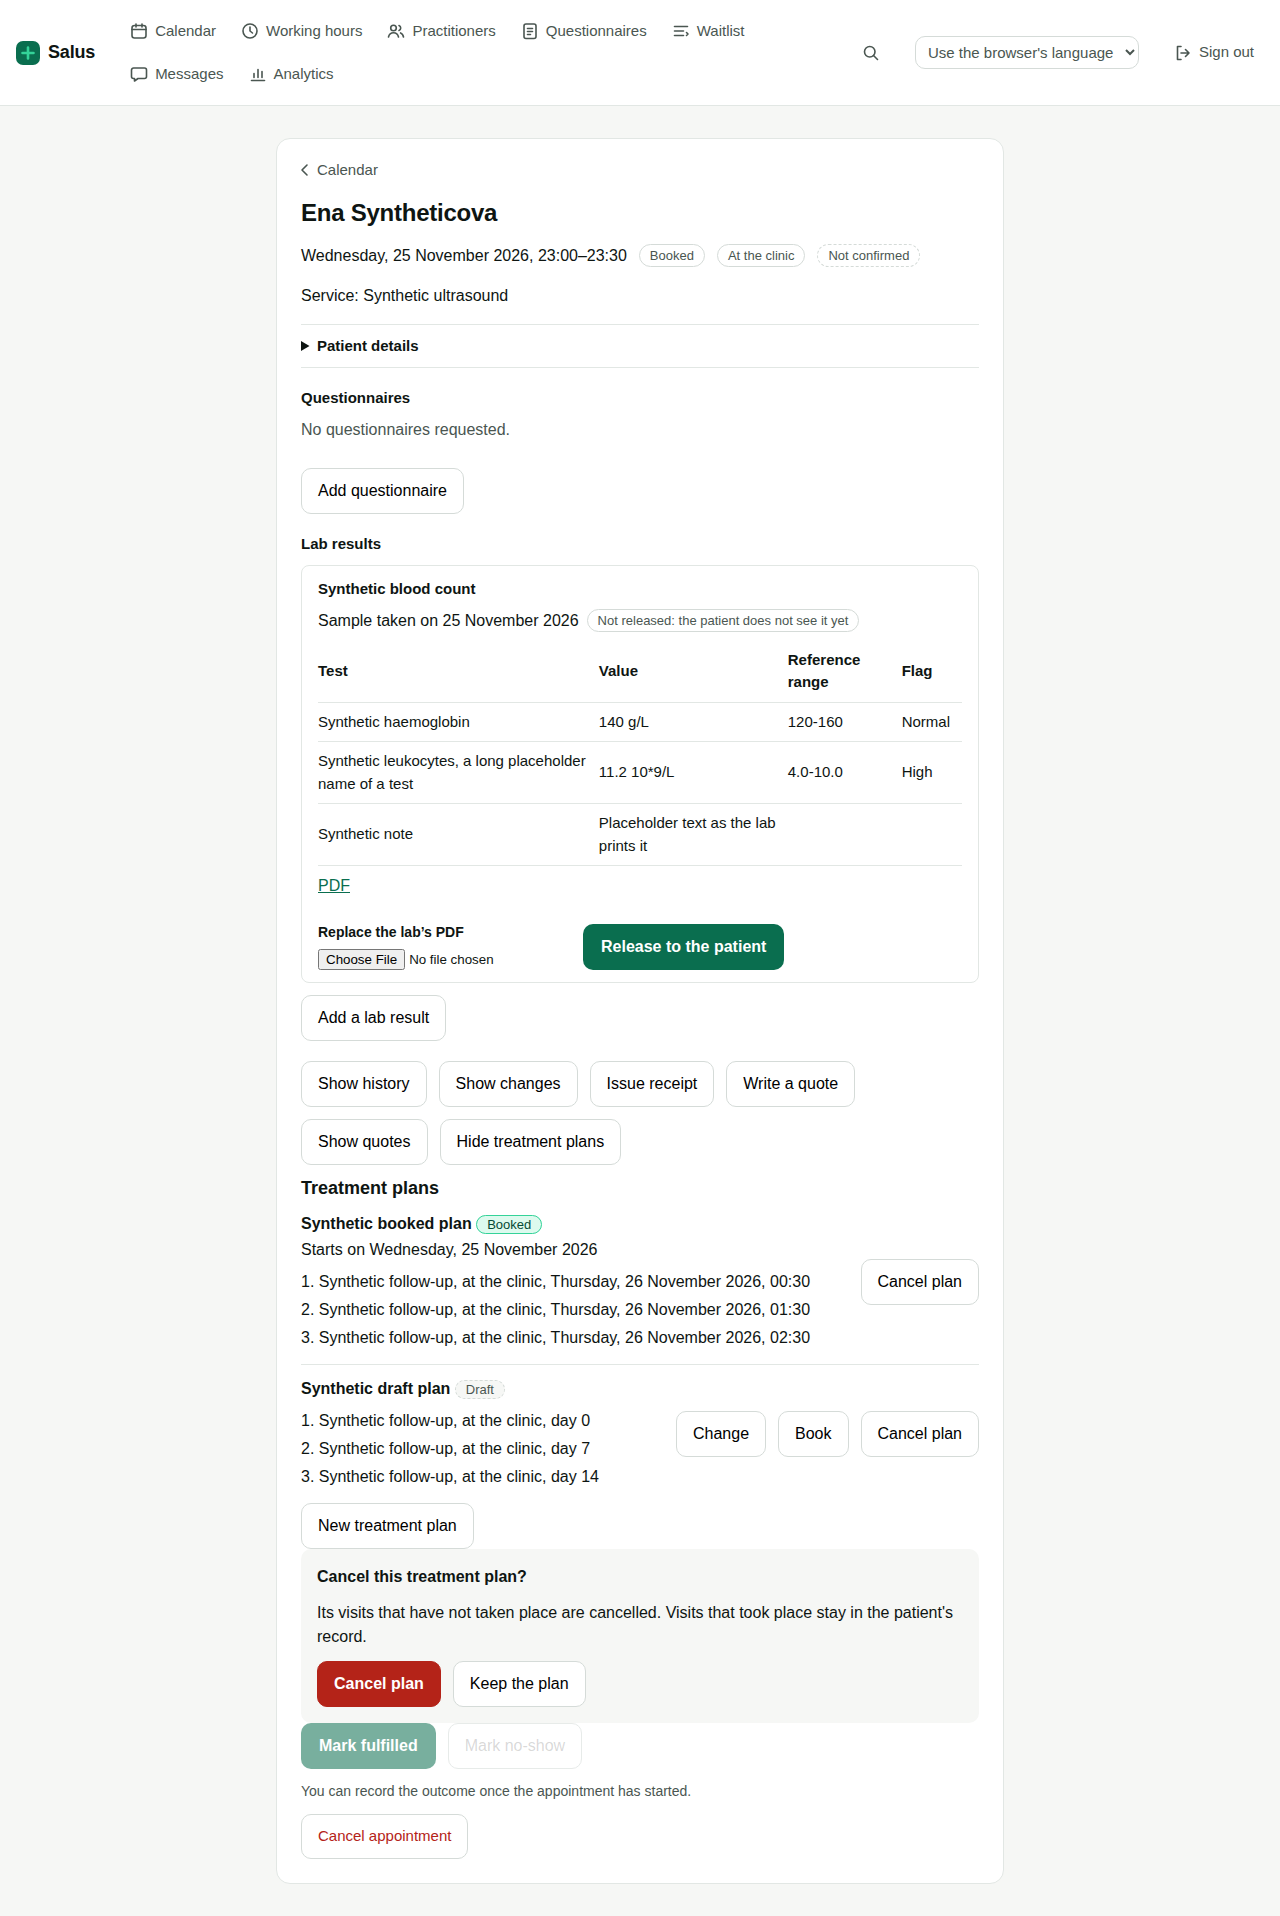 Salus
Calendar
Working hours
Practitioners
Questionnaires
Waitlist
Messages
Analytics
Use the browser's language
Sign out
Calendar
Ena Syntheticova
Wednesday, 25 November 2026, 23:00–23:30 Booked At the clinic Not confirmed
Service: Synthetic ultrasound
Patient details
Questionnaires
No questionnaires requested.
Add questionnaire
Lab results
Synthetic blood count
Sample taken on 25 November 2026 Not released: the patient does not see it yet
Test Value Reference range Flag
Synthetic haemoglobin 140 g/L 120-160 Normal
Synthetic leukocytes, a long placeholder name of a test 11.2 10*9/L 4.0-10.0 High
Synthetic note Placeholder text as the lab prints it
PDF
Replace the lab’s PDF
Choose File No file chosen
Release to the patient
Add a lab result
Show history Show changes Issue receipt Write a quote
Show quotes Hide treatment plans
Treatment plans
Synthetic booked plan Booked
Starts on Wednesday, 25 November 2026
1. Synthetic follow-up, at the clinic, Thursday, 26 November 2026, 00:30
2. Synthetic follow-up, at the clinic, Thursday, 26 November 2026, 01:30
3. Synthetic follow-up, at the clinic, Thursday, 26 November 2026, 02:30
Cancel plan
Synthetic draft plan Draft
1. Synthetic follow-up, at the clinic, day 0
2. Synthetic follow-up, at the clinic, day 7
3. Synthetic follow-up, at the clinic, day 14
Change Book Cancel plan
New treatment plan
Cancel this treatment plan?
Its visits that have not taken place are cancelled. Visits that took place stay in the patient's
record.
Cancel plan Keep the plan
Mark fulfilled Mark no-show
You can record the outcome once the appointment has started.
Cancel appointment